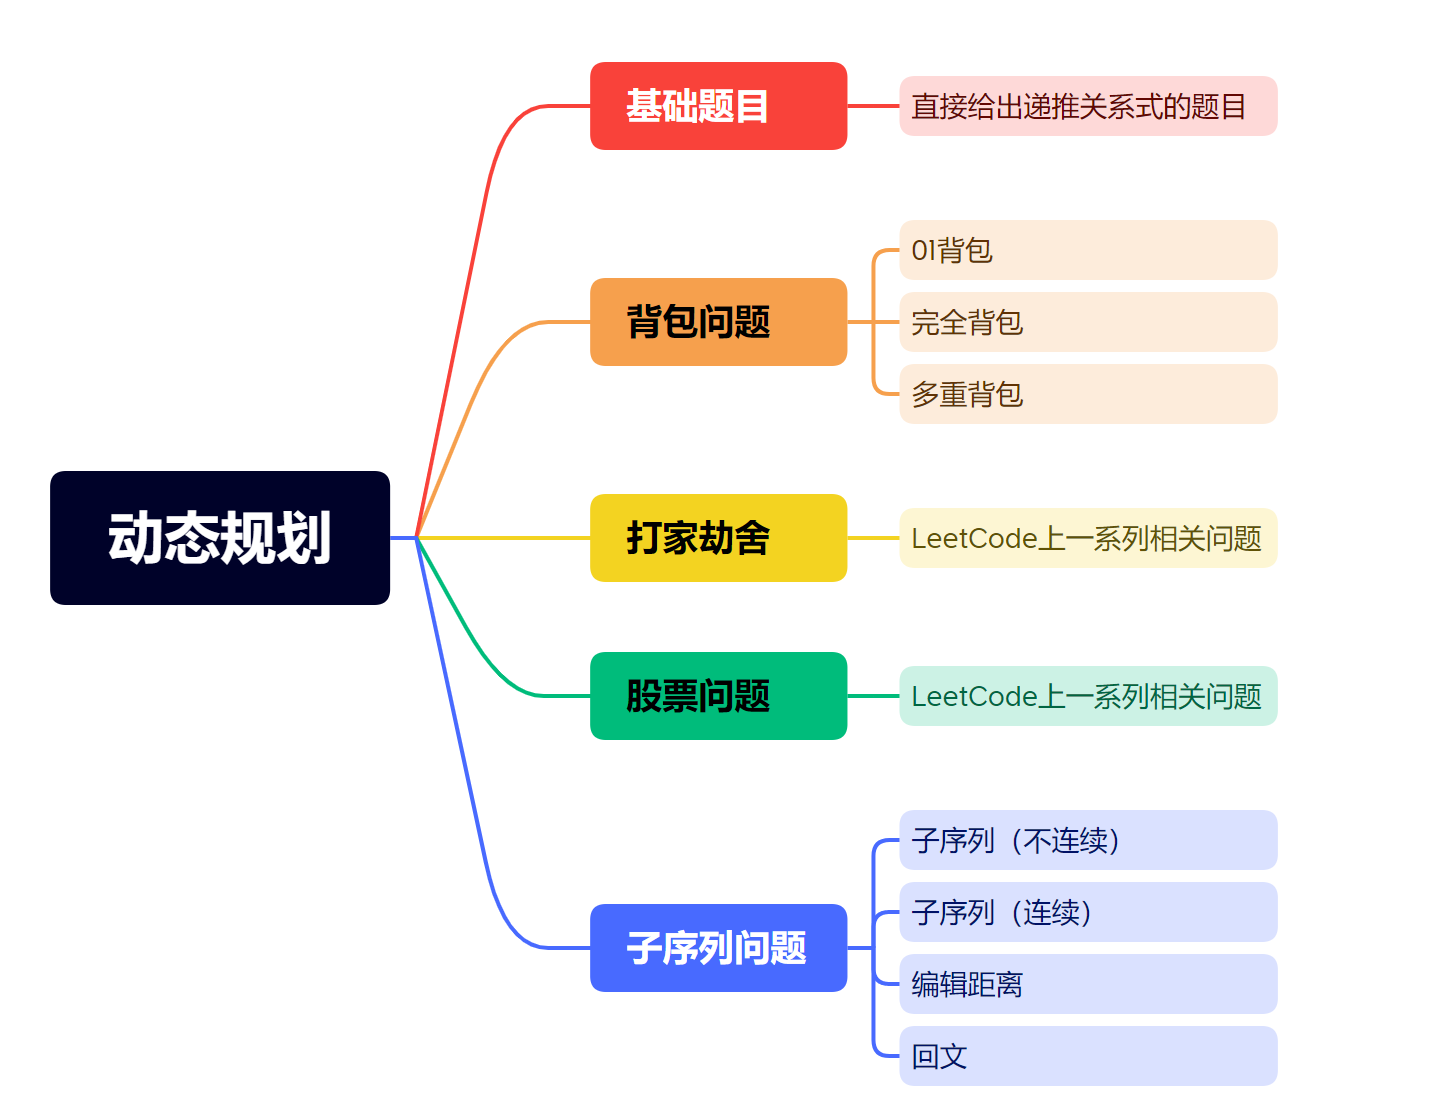 动态规划
基础题目
直接给出递推关系式的题目
背包问题
01背包
完全背包
多重背包
打家劫舍
LeetCode上一系列相关问题
股票问题
LeetCode上一系列相关问题
子序列问题
子序列（不连续）
子序列（连续）
编辑距离
回文